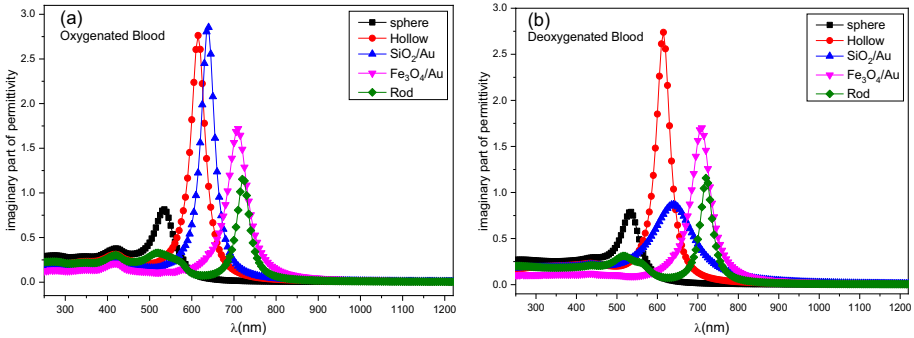 (a)
Oxygenated Blood
sphere
Hollow
SiO₂/Au
Fe₃O₄/Au
Rod
imaginary part of permittivity
3.0
2.5
2.0
1.5
1.0
0.5
0.0
300 400 500 600 700 800 900 1000 1100 1200
λ(nm)
(b)
Deoxygenated Blood
sphere
Hollow
SiO₂/Au
Fe₃O₄/Au
Rod
imaginary part of permittivity
3.0
2.5
2.0
1.5
1.0
0.5
0.0
300 400 500 600 700 800 900 1000 1100 1200
λ(nm)